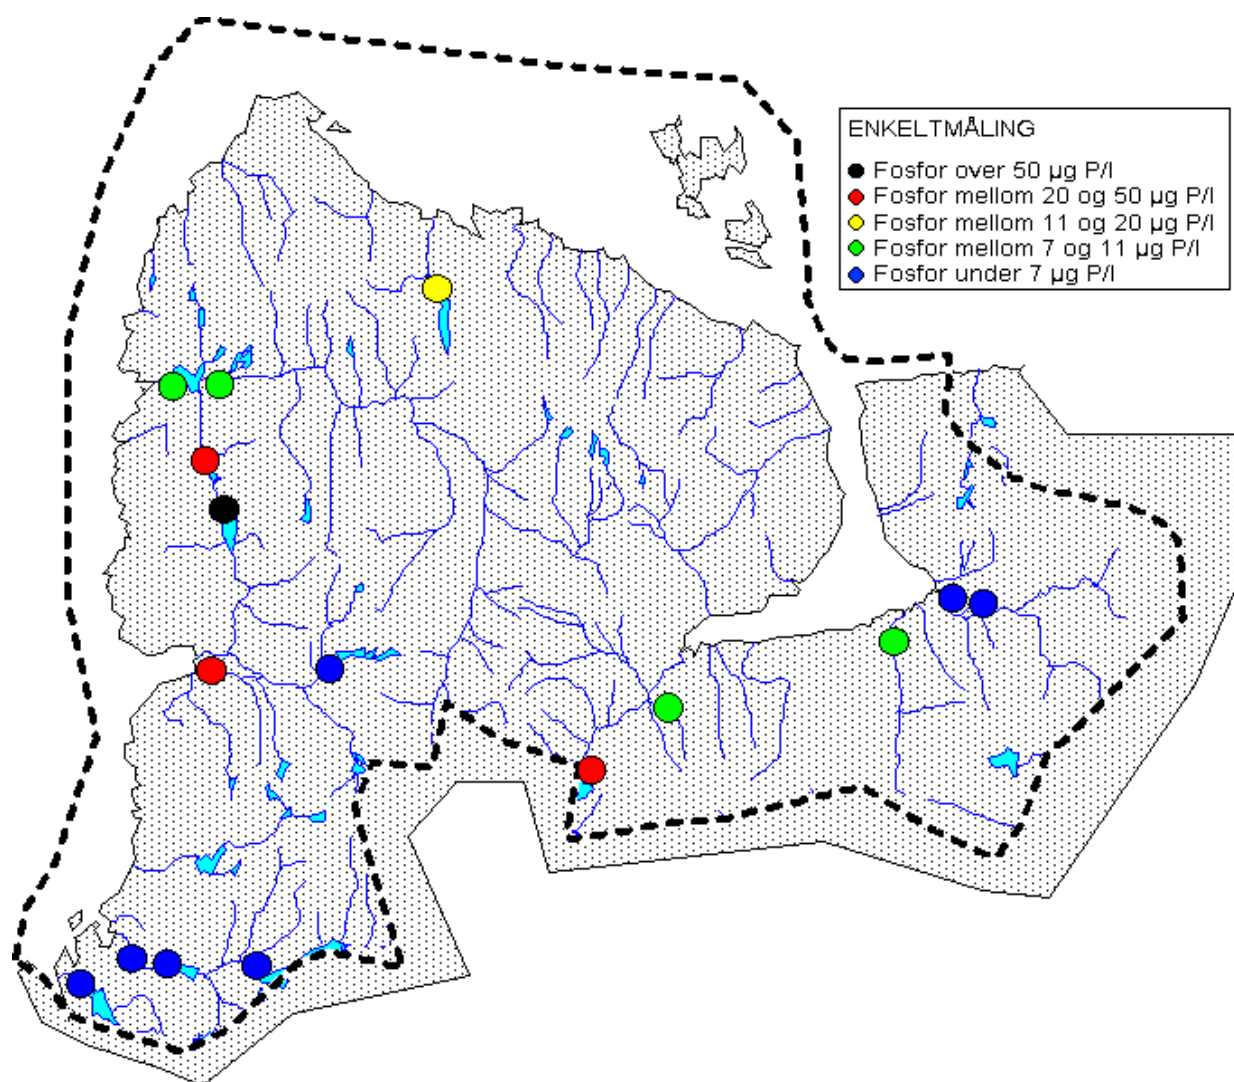 ENKELTMÅLING
Fosfor over 50 µg P/l
Fosfor mellom 20 og 50 µg P/l
Fosfor mellom 11 og 20 µg P/l
Fosfor mellom 7 og 11 µg P/l
Fosfor under 7 µg P/l